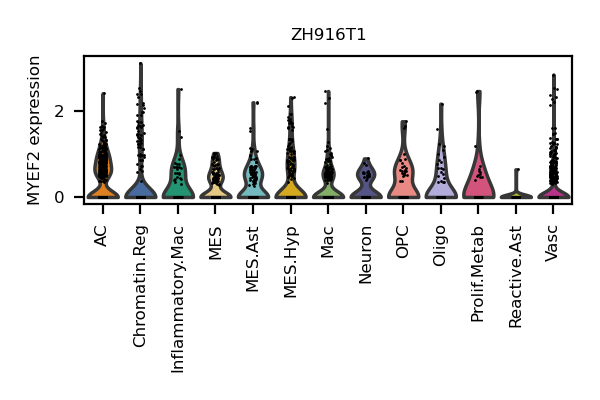 ZH916T1
MYEF2 expression
2
0
AC
Chromatin.Reg
Inflammatory.Mac
MES
MES.Ast
MES.Hyp
Mac
Neuron
OPC
Oligo
Prolif.Metab
Reactive.Ast
Vasc